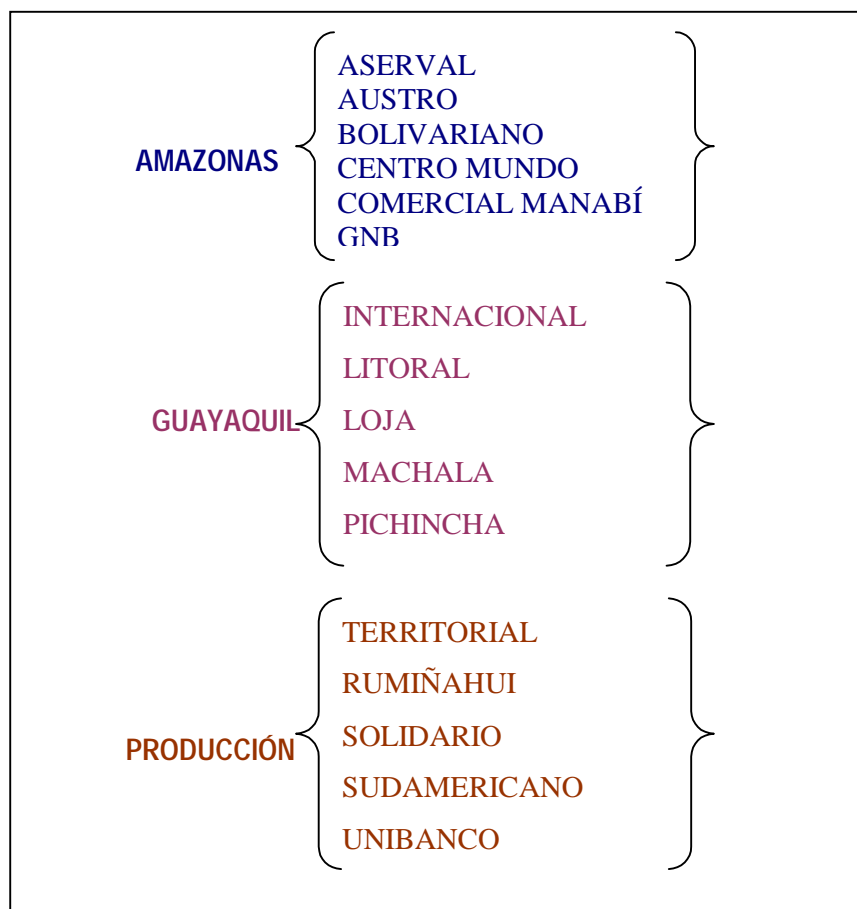 AMAZONAS
ASERVAL
AUSTRO
BOLIVARIANO
CENTRO MUNDO
COMERCIAL MANABÍ
GNB
GUAYAQUIL
INTERNACIONAL
LITORAL
LOJA
MACHALA
PICHINCHA
PRODUCCIÓN
TERRITORIAL
RUMIÑAHUI
SOLIDARIO
SUDAMERICANO
UNIBANCO